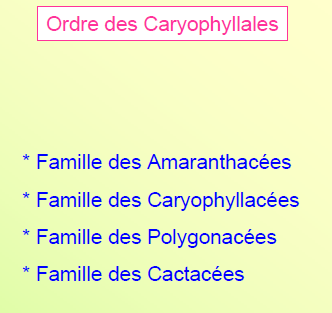 Ordre des Caryophyllales
* Famille des Amaranthacées
* Famille des Caryophyllacées
* Famille des Polygonacées
* Famille des Cactacées